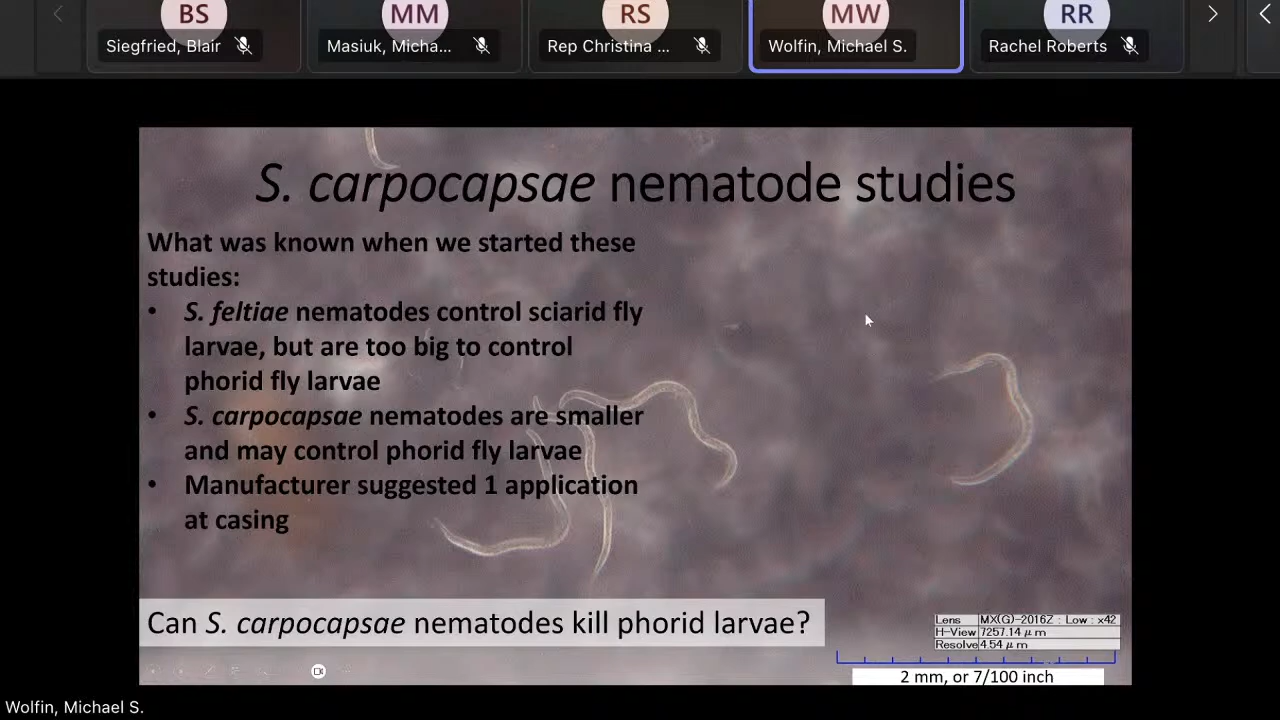 BS
MM
RS
MW
RR
Siegfried, Blair
Masiuk, Micha...
Rep Christina ...
Wolfin, Michael S.
Rachel Roberts
S. carpocapsae nematode studies
What was known when we started these
studies:
• S. feltiae nematodes control sciarid fly
larvae, but are too big to control
phorid fly larvae
• S. carpocapsae nematodes are smaller
and may control phorid fly larvae
• Manufacturer suggested 1 application
at casing
Can S. carpocapsae nematodes kill phorid larvae?
Lens MX(G)-2016Z : Low : x42
H-View 7257.14 μm
Resolve 4.54 μm
2 mm, or 7/100 inch
Wolfin, Michael S.